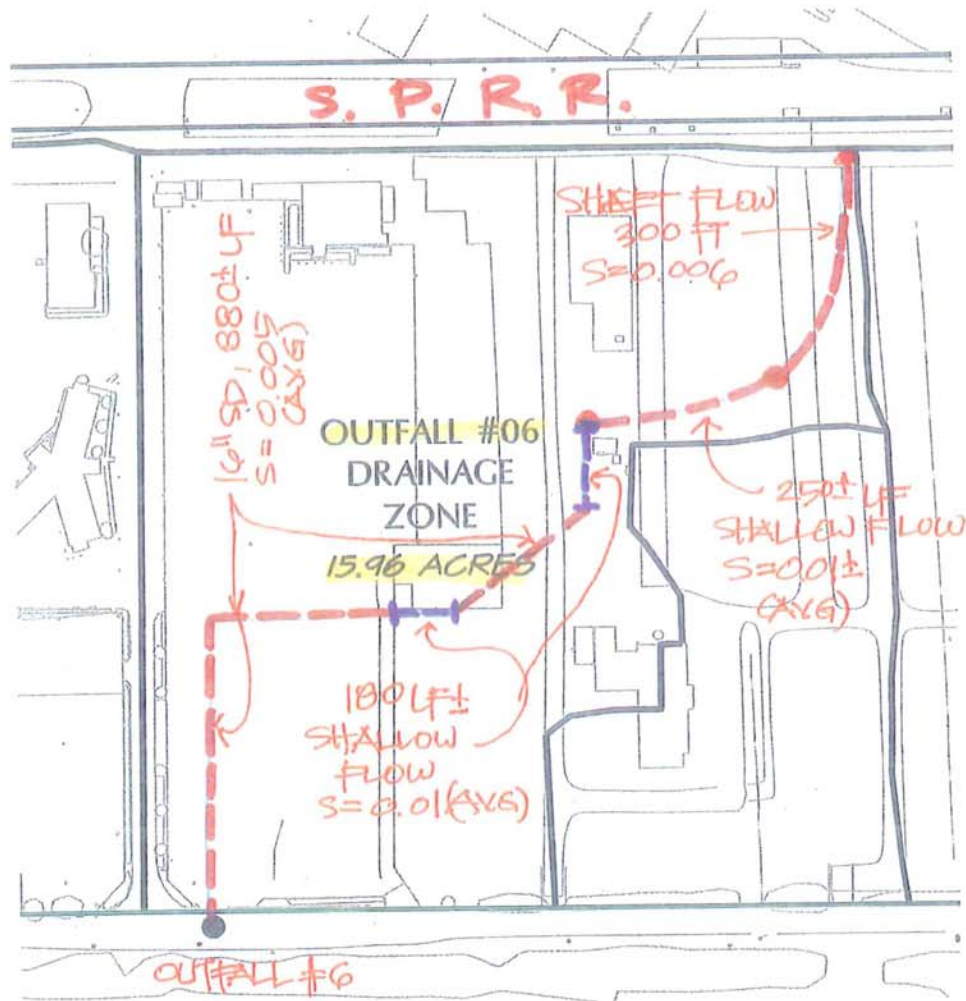 S. P. R. R.
SHEET FLOW
300 FT
S=0.006
16" SD, 880± LF
S=0.005
(AVG)
OUTFALL #06
DRAINAGE
ZONE
15.96 ACRES
250± LF
SHALLOW FLOW
S=0.01±
(AVG)
180 LF±
SHALLOW
FLOW
S=0.01(AVG)
OUTFALL #6